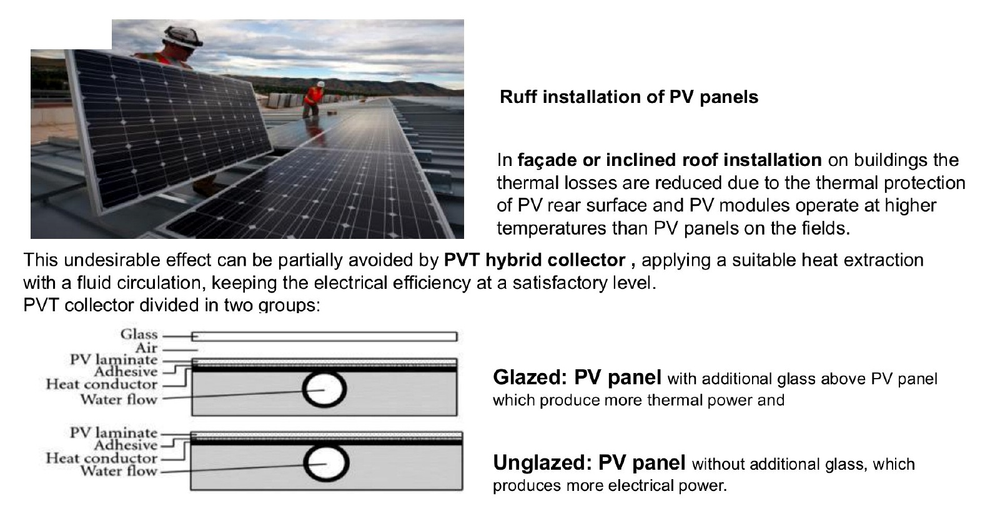 Ruff installation of PV panels
In façade or inclined roof installation on buildings the
thermal losses are reduced due to the thermal protection
of PV rear surface and PV modules operate at higher
temperatures than PV panels on the fields.
This undesirable effect can be partially avoided by PVT hybrid collector , applying a suitable heat extraction
with a fluid circulation, keeping the electrical efficiency at a satisfactory level.
PVT collector divided in two groups:
Glass
Air
PV laminate
Adhesive
Heat conductor
Water flow
Glazed: PV panel with additional glass above PV panel
which produce more thermal power and
PV laminate
Adhesive
Heat conductor
Water flow
Unglazed: PV panel without additional glass, which
produces more electrical power.